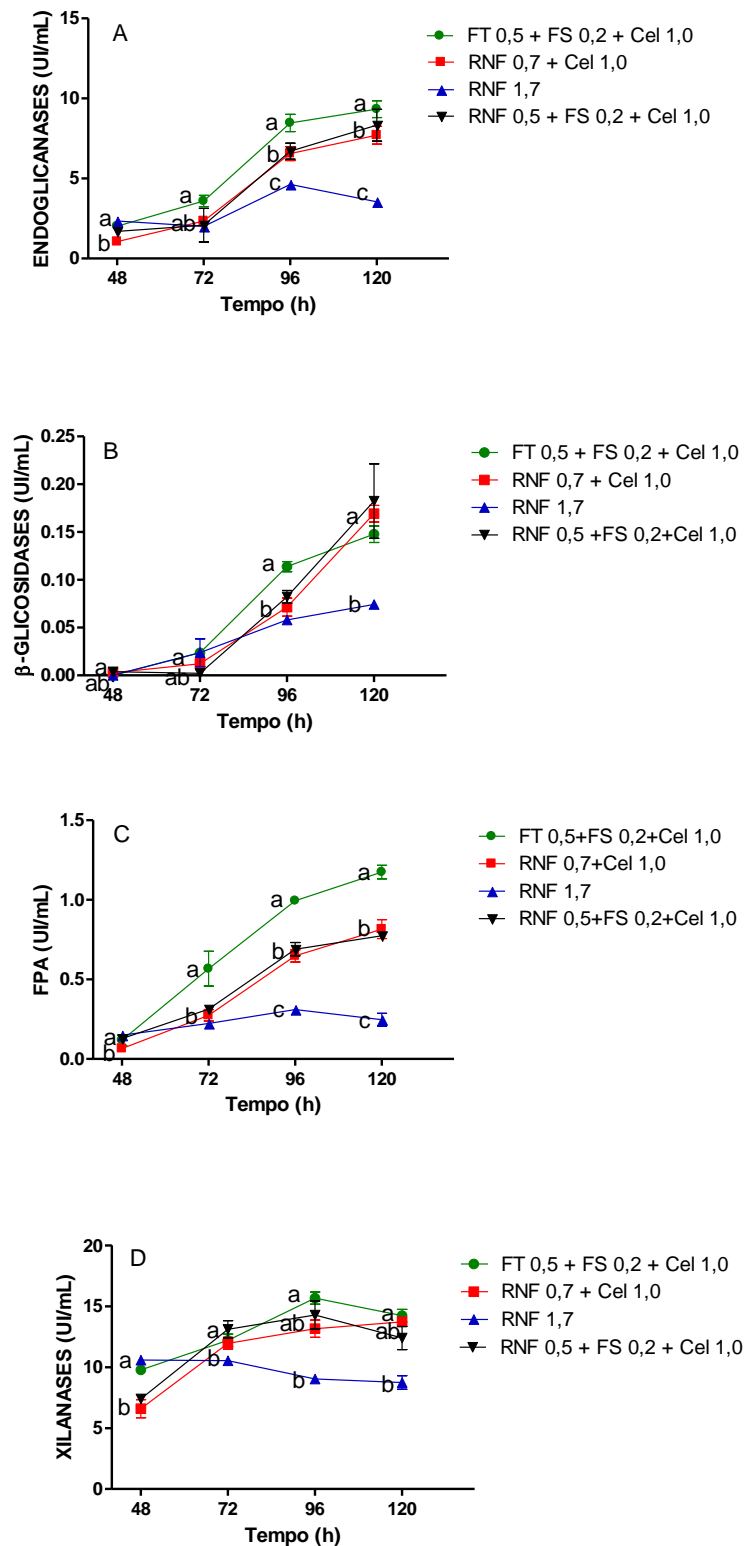 A
ENDOGLICANASES (UI/mL)
15
10
5
0
a
b
a
ab
a
b
c
a
b
c
48 72 96 120
Tempo (h)
FT 0,5 + FS 0,2 + Cel 1,0
RNF 0,7 + Cel 1,0
RNF 1,7
RNF 0,5 + FS 0,2 + Cel 1,0
B
β-GLICOSIDASES (UI/mL)
0.25
0.20
0.15
0.10
0.05
0.00
a
ab
a
ab
a
b
a
b
48 72 96 120
Tempo (h)
FT 0,5 + FS 0,2 + Cel 1,0
RNF 0,7 + Cel 1,0
RNF 1,7
RNF 0,5 +FS 0,2+Cel 1,0
C
FPA (UI/mL)
1.5
1.0
0.5
0.0
a
b
a
b
a
b
c
a
b
c
48 72 96 120
Tempo (h)
FT 0,5+FS 0,2+Cel 1,0
RNF 0,7+Cel 1,0
RNF 1,7
RNF 0,5+FS 0,2+Cel 1,0
D
XILANASES (UI/mL)
20
15
10
5
0
a
b
a
b
a
ab
b
a
ab
b
48 72 96 120
Tempo (h)
FT 0,5 + FS 0,2 + Cel 1,0
RNF 0,7 + Cel 1,0
RNF 1,7
RNF 0,5 + FS 0,2 + Cel 1,0